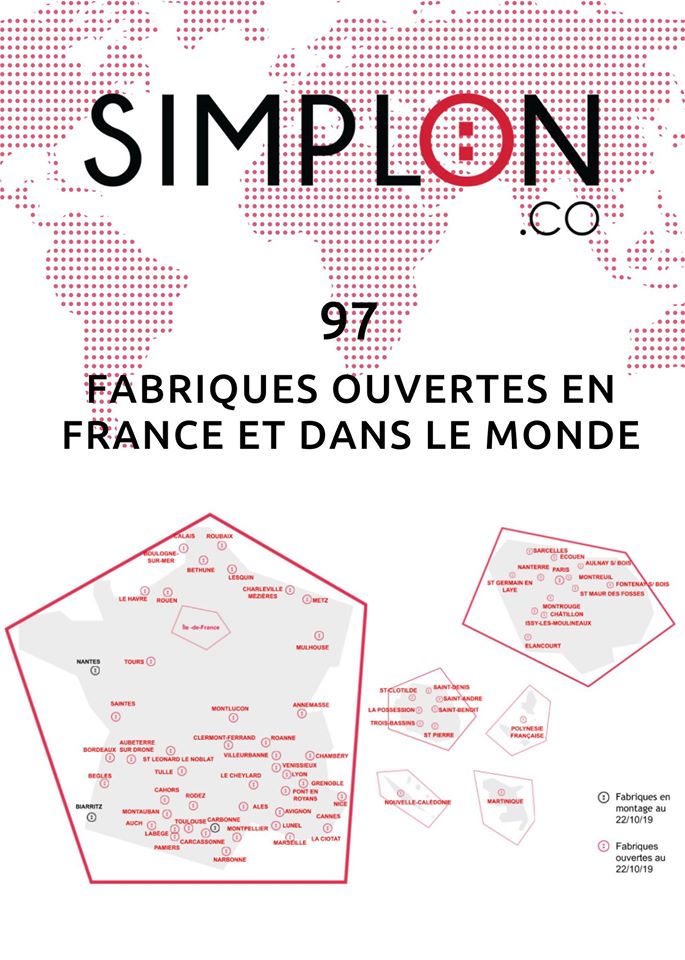 SIMPLON
.CO
97
FABRIQUES OUVERTES EN
FRANCE ET DANS LE MONDE
CALAIS
ROUBAIX
BOULOGNE-
SUR-MER
BETHUNE
LESQUIN
LE HAVRE
ROUEN
CHARLEVILLE
MÉZIÈRES
METZ
Île -de-France
MULHOUSE
NANTES
TOURS
SAINTES
MONTLUCON
ANNEMASSE
BORDEAUX
AUBETERRE
SUR DRONE
CLERMONT-FERRAND
ROANNE
ST LEONARD LE NOBLAT
VILLEURBANNE
CHAMBÉRY
VENISSIEUX
BEGLES
TULLE
LE CHEYLARD
LYON
GRENOBLE
CAHORS
RODEZ
PONT EN
ROYANS
NICE
BIARRITZ
MONTAUBAN
ALES
AVIGNON
CANNES
AUCH
TOULOUSE
CARBONNE
LABÈGE
MONTPELLIER
LUNEL
LA CIOTAT
CARCASSONNE
MARSEILLE
PAMIERS
NARBONNE
SARCELLES
ECOUEN
AULNAY S/ BOIS
NANTERRE
PARIS
ST GERMAIN EN
LAYE
MONTREUIL
FONTENAY S/ BOIS
ST MAUR DES FOSSES
MONTROUGE
CHÂTILLON
ISSY-LES-MOULINEAUX
ELANCOURT
ST-CLOTILDE
SAINT-DENIS
SAINT-ANDRE
LA POSSESSION
SAINT-BENOIT
TROIS-BASSINS
ST PIERRE
POLYNESIE
FRANÇAISE
NOUVELLE-CALÉDONIE
MARTINIQUE
Fabriques en
montage au
22/10/19
Fabriques
ouvertes au
22/10/19